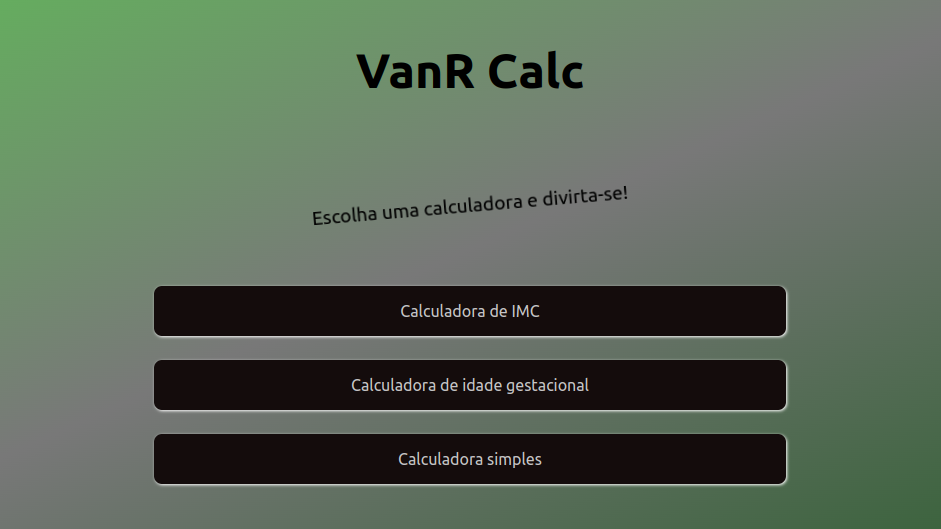 VanR Calc
Escolha uma calculadora e divirta-se!
Calculadora de IMC
Calculadora de idade gestacional
Calculadora simples